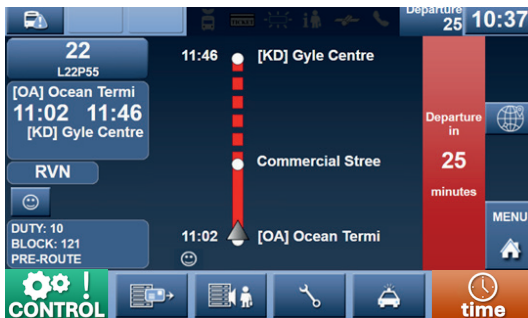 Departure
25
10:37
22
L22P55
[OA] Ocean Termi
11:02 11:46
[KD] Gyle Centre
RVN
DUTY: 10
BLOCK: 121
PRE-ROUTE
11:46 [KD] Gyle Centre
Commercial Stree
11:02 [OA] Ocean Termi
Departure
in
25
minutes
MENU
CONTROL
time